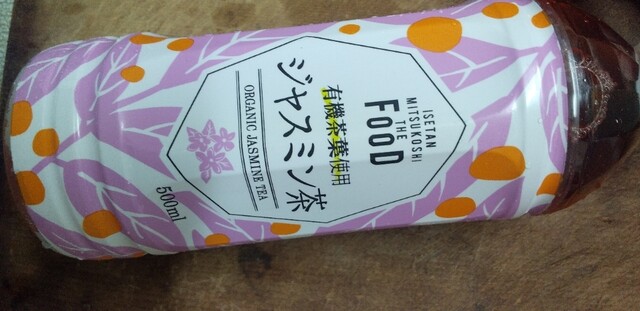 ISETAN
MITSUKOSHI
THE
FOOD
有機茶葉使用
ジャスミン茶
ORGANIC JASMINE TEA
500ml